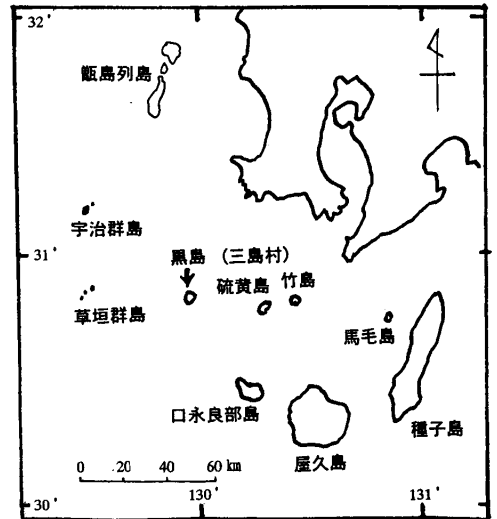 32'
甑島列島
宇治群島
31'
黒島 (三島村)
硫黄島 竹島
草垣群島
馬毛島
口永良部島
種子島
屋久島
0 20 40 60 km
30'
130'
131'